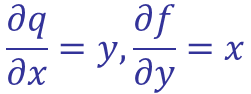 ∂q/∂x = y, ∂f/∂y = x